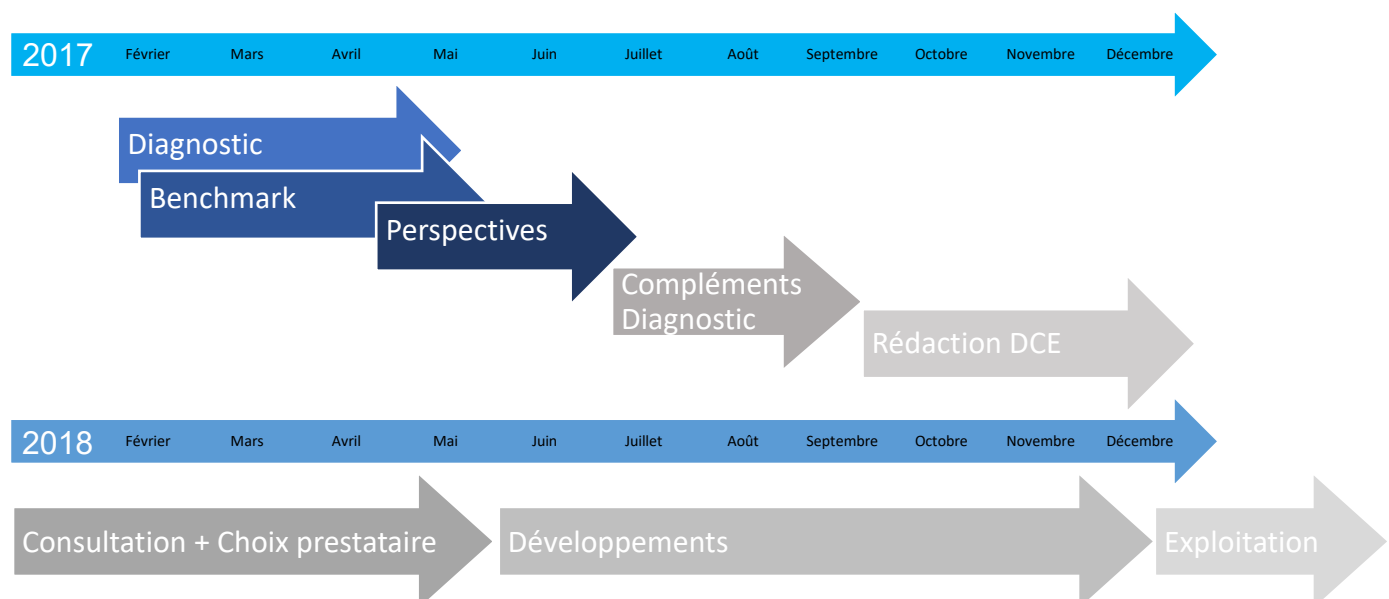 2017 Février Mars Avril Mai Juin Juillet Août Septembre Octobre Novembre Décembre
Diagnostic
Benchmark
Perspectives
Compléments
Diagnostic
Rédaction DCE
2018 Février Mars Avril Mai Juin Juillet Août Septembre Octobre Novembre Décembre
Consultation + Choix prestataire Développements Exploitation